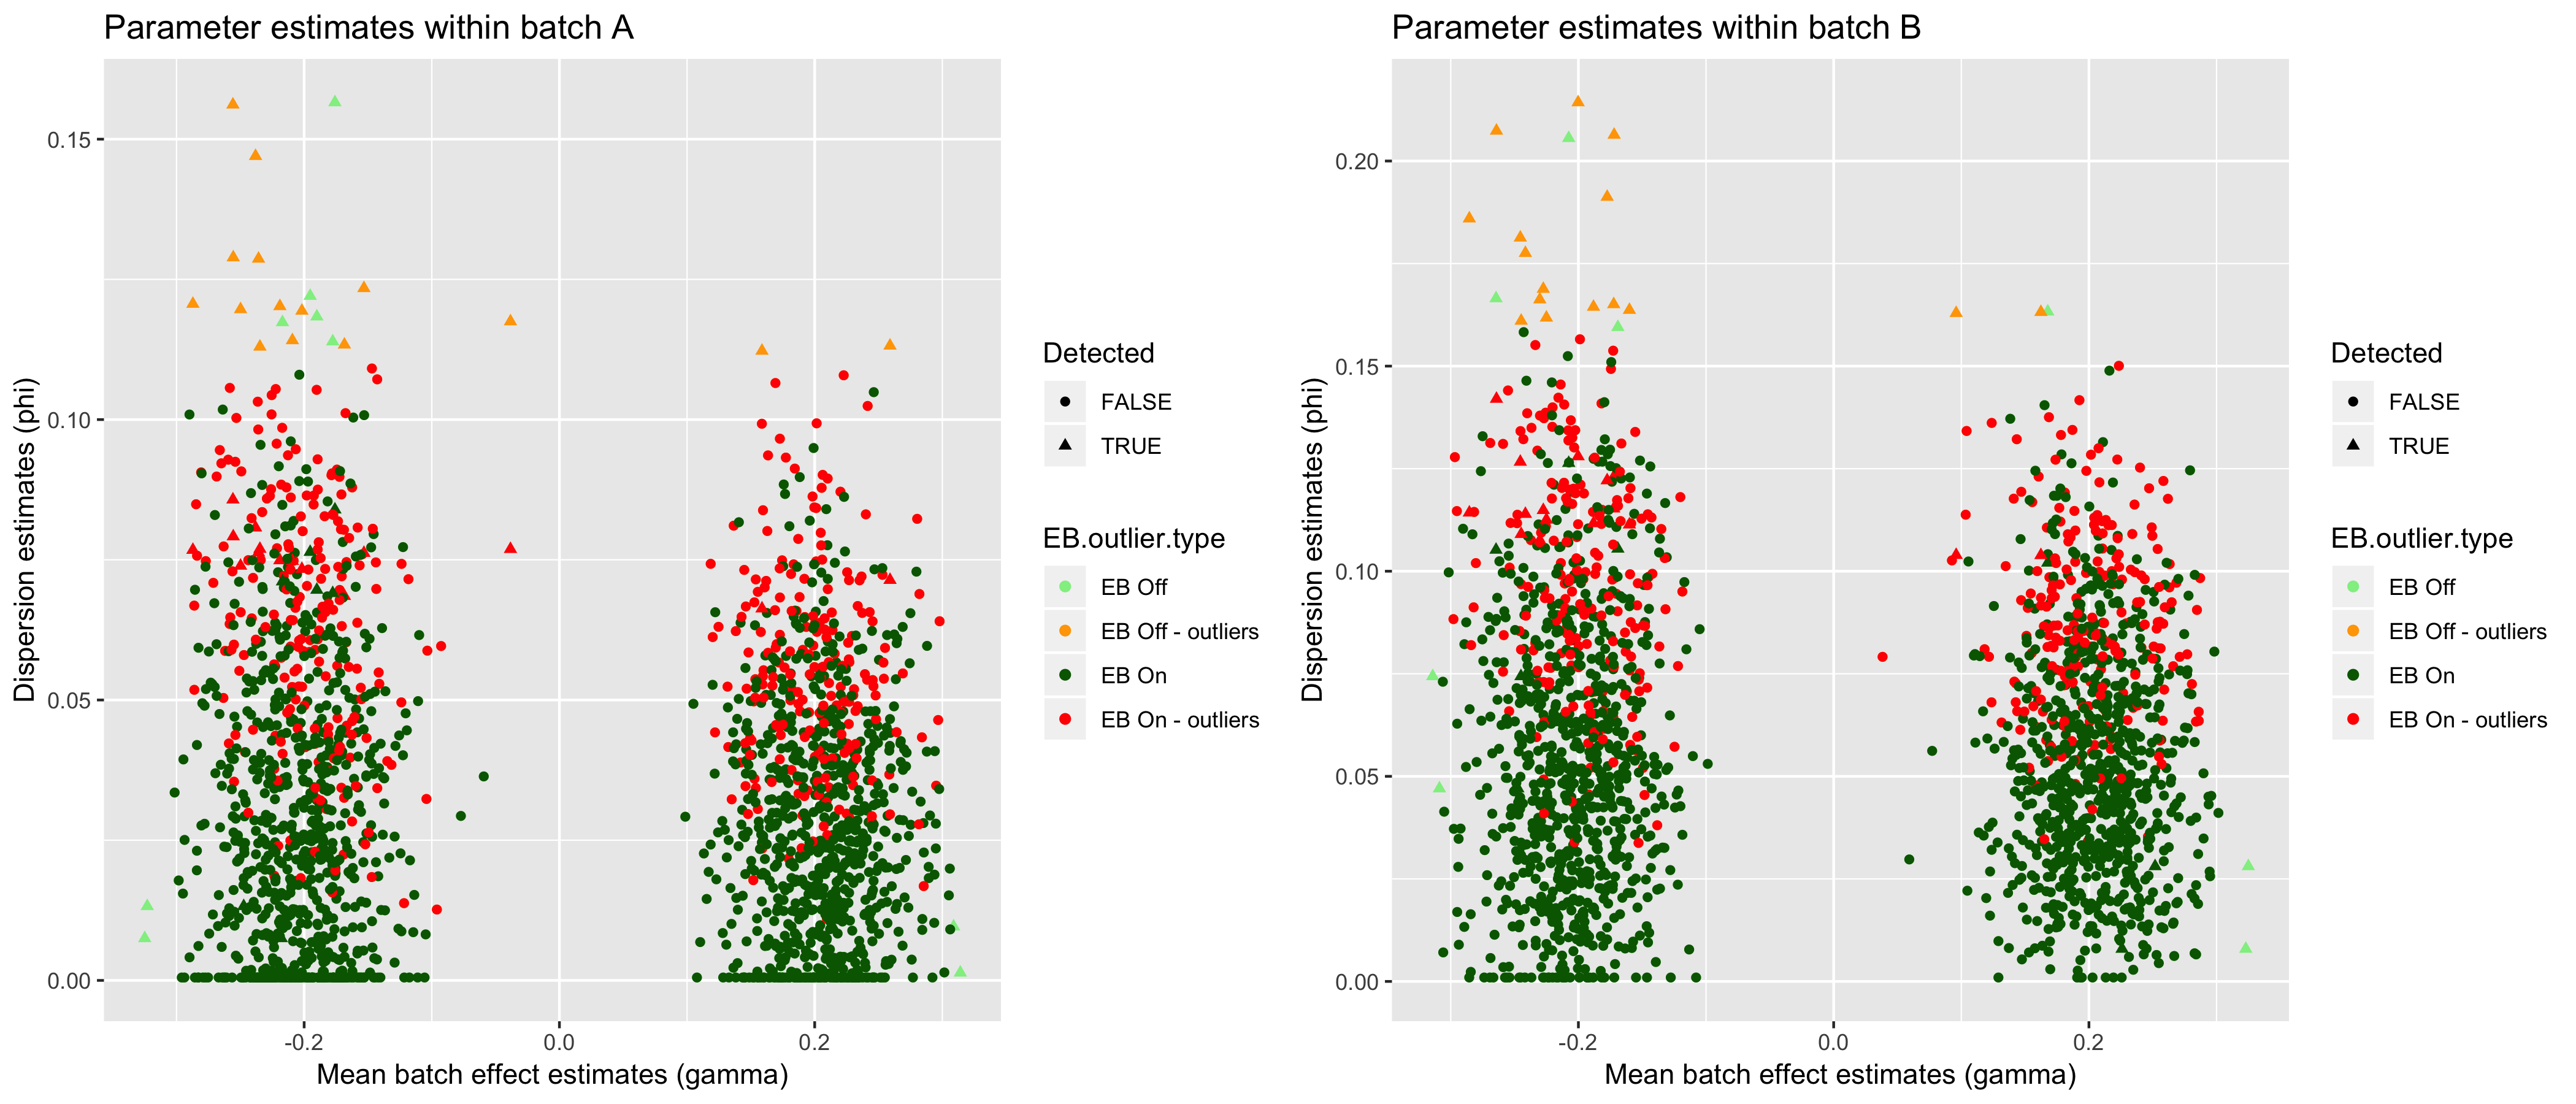 Parameter estimates within batch A
Dispersion estimates (phi)
0.15
0.10
0.05
0.00
-0.2
0.0
0.2
Mean batch effect estimates (gamma)
Detected
FALSE
TRUE
EB.outlier.type
EB Off
EB Off - outliers
EB On
EB On - outliers
Parameter estimates within batch B
Dispersion estimates (phi)
0.20
0.15
0.10
0.05
0.00
-0.2
0.0
0.2
Mean batch effect estimates (gamma)
Detected
FALSE
TRUE
EB.outlier.type
EB Off
EB Off - outliers
EB On
EB On - outliers